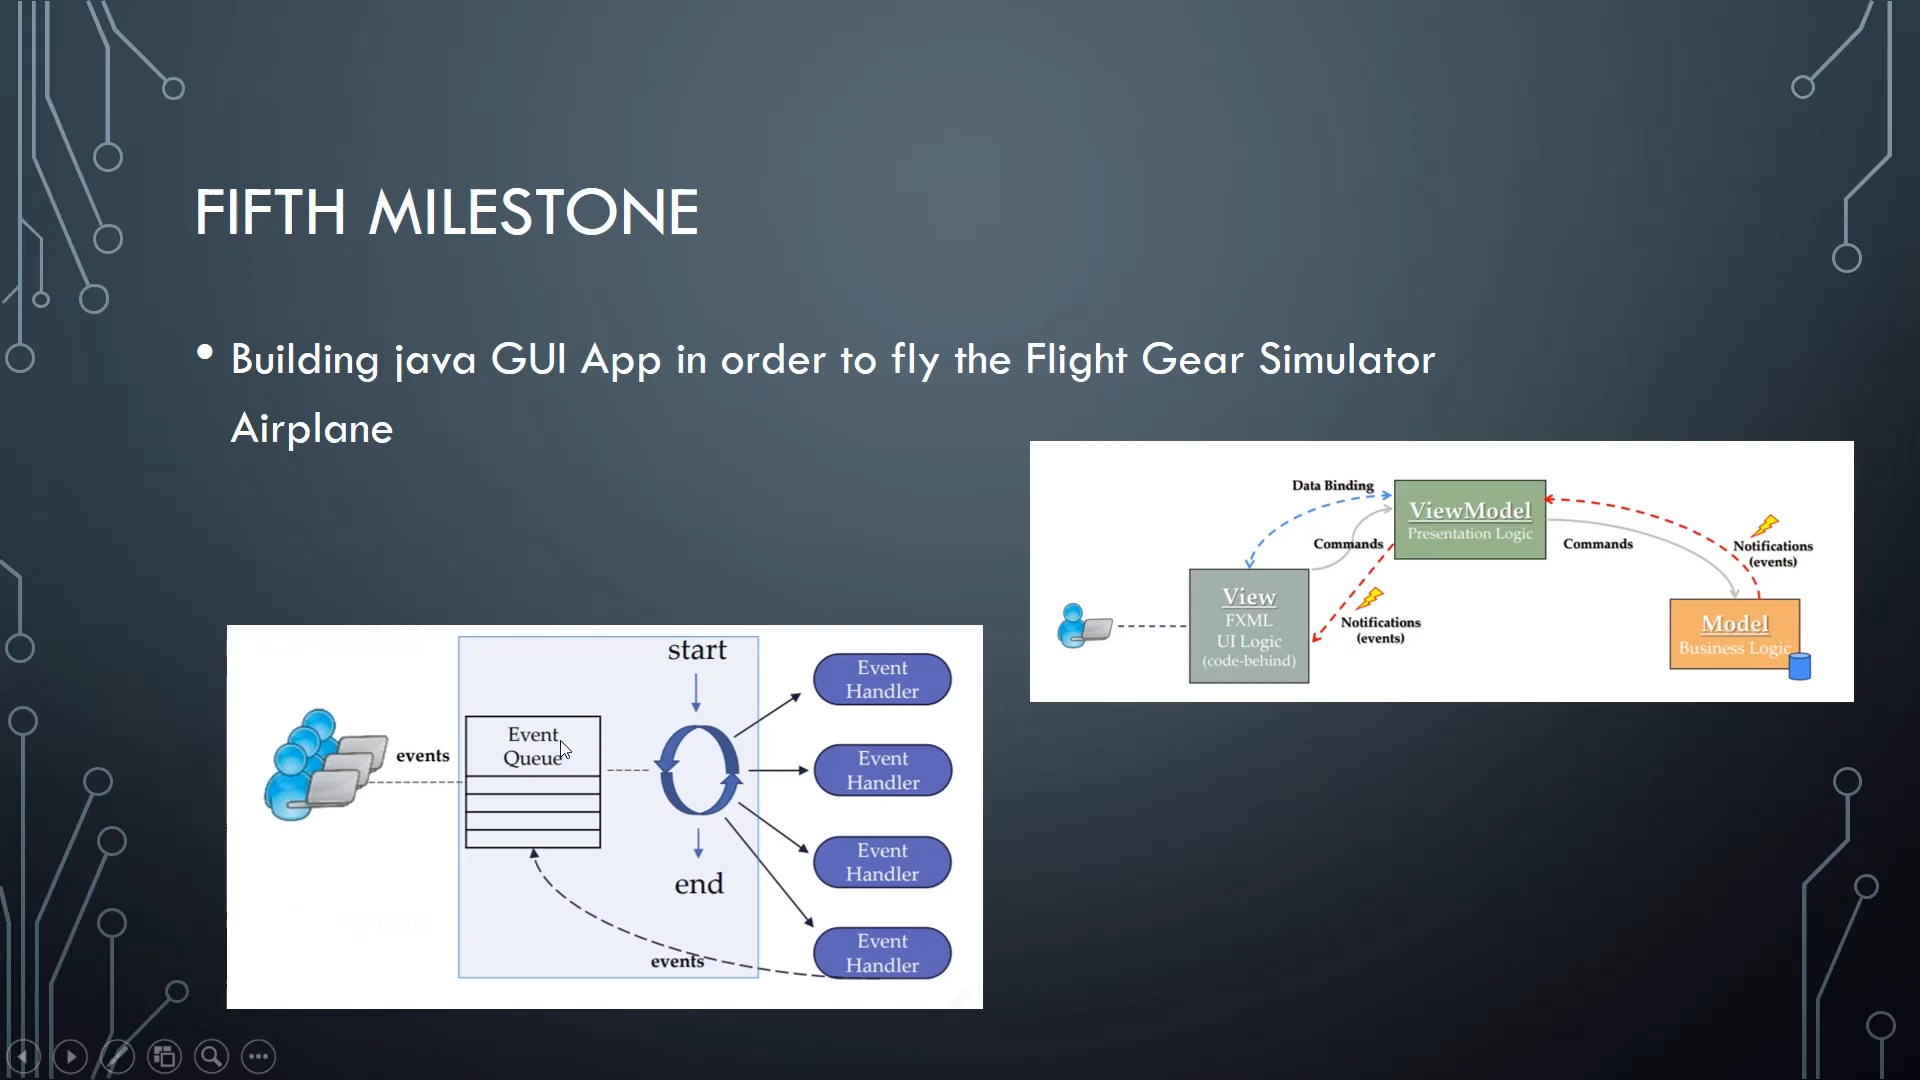 FIFTH MILESTONE
• Building java GUI App in order to fly the Flight Gear Simulator
Airplane
Data Binding
ViewModel
Presentation Logic
Commands
Commands
Notifications
(events)
View
FXML
UI Logic
(code-behind)
Notifications
(events)
Model
Business Logic
start
Event
Handler
Event
Queue
events
Event
Handler
Event
Handler
end
Event
Handler
events